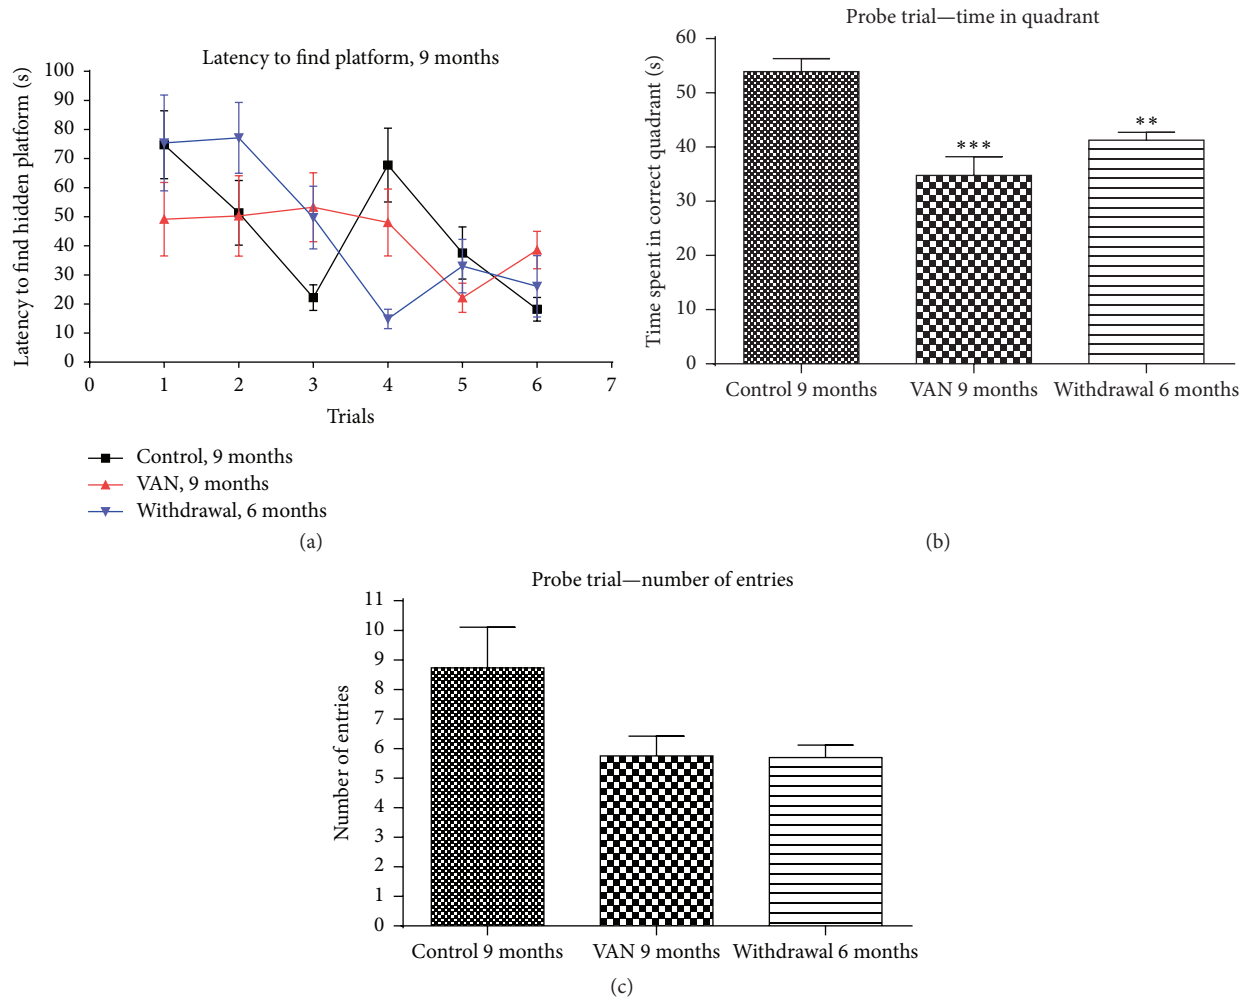 Latency to find platform, 9 months
Latency to find hidden platform (s)
100
90
80
70
60
50
40
30
20
10
0
0 1 2 3 4 5 6 7
Trials
Control, 9 months
VAN, 9 months
Withdrawal, 6 months
(a)
Probe trial—time in quadrant
Time spent in correct quadrant (s)
60
50
40
30
20
10
0
***
**
Control 9 months VAN 9 months Withdrawal 6 months
(b)
Probe trial—number of entries
Number of entries
11
10
9
8
7
6
5
4
3
2
1
0
Control 9 months VAN 9 months Withdrawal 6 months
(c)